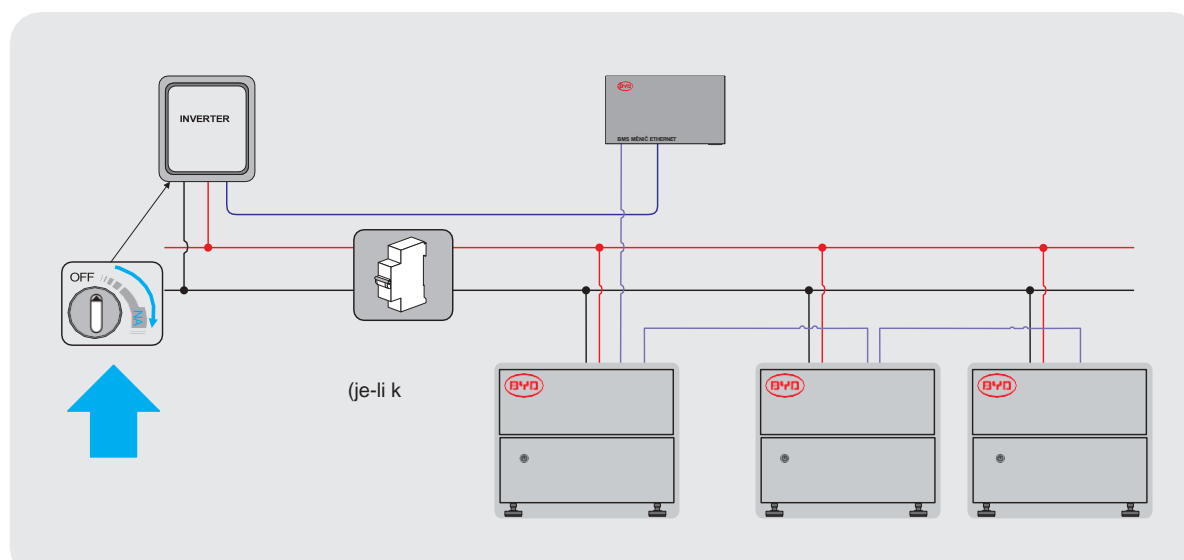 BYD
INVERTER
BMS MĚNIČ ETHERNET
OFF
NA
(je-li k
BYD
BYD
BYD